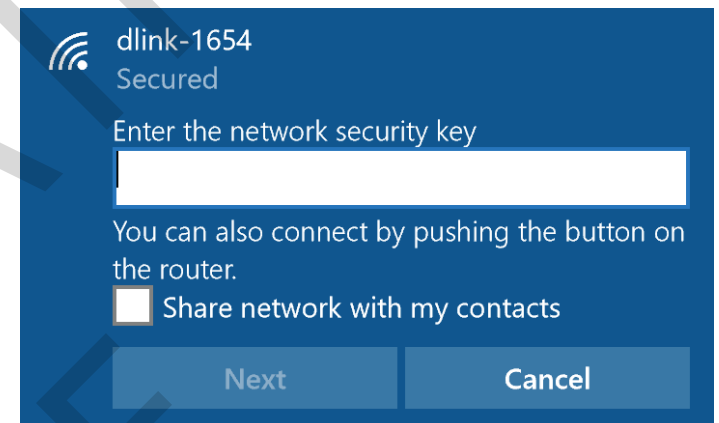 dlink-1654
Secured
Enter the network security key
You can also connect by pushing the button on
the router.
Share network with my contacts
Next
Cancel